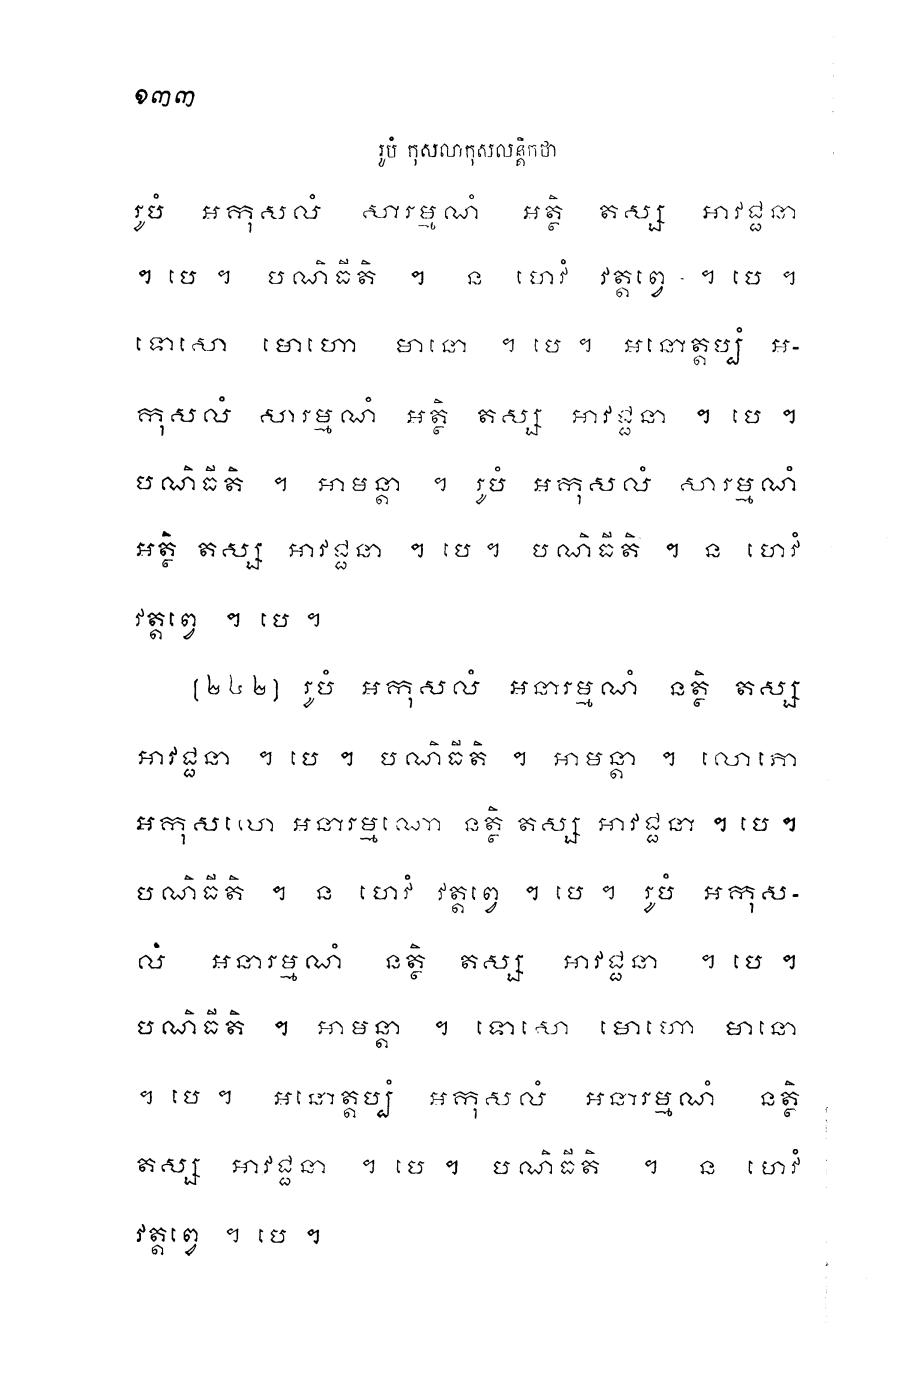 ១៣៣
រូបំ កុសលាកុសលន្តិកថា
រូបំ អកុសលំ សារម្មណំ អត្ថិ តស្ស អាវជ្ជនា
។ បេ ។ បណិធីតិ ។ ន ហេវំ វត្តព្វេ ។ បេ ។
ទោសោ មោហោ មានោ ។ បេ ។ អនោត្តប្បំ អ-
កុសលំ សារម្មណំ អត្ថិ តស្ស អាវជ្ជនា ។ បេ ។
បណិធីតិ ។ អាមន្តា ។ រូបំ អកុសលំ សារម្មណំ
អត្ថិ តស្ស អាវជ្ជនា ។ បេ ។ បណិធីតិ ។ ន ហេវំ
វត្តព្វេ ។ បេ ។
(២៤២) រូបំ អកុសលំ អនារម្មណំ នត្ថិ តស្ស
អាវជ្ជនា ។ បេ ។ បណិធីតិ ។ អាមន្តា ។ លោភោ
អកុសលោ អនារម្មណោ នត្ថិ តស្ស អាវជ្ជនា ។ បេ ។
បណិធីតិ ។ ន ហេវំ វត្តព្វេ ។ បេ ។ រូបំ អកុស-
លំ អនារម្មណំ នត្ថិ តស្ស អាវជ្ជនា ។ បេ ។
បណិធីតិ ។ អាមន្តា ។ ទោសោ មោហោ មានោ
។ បេ ។ អនោត្តប្បំ អកុសលំ អនារម្មណំ នត្ថិ
តស្ស អាវជ្ជនា ។ បេ ។ បណិធីតិ ។ ន ហេវំ
វត្តព្វេ ។ បេ ។